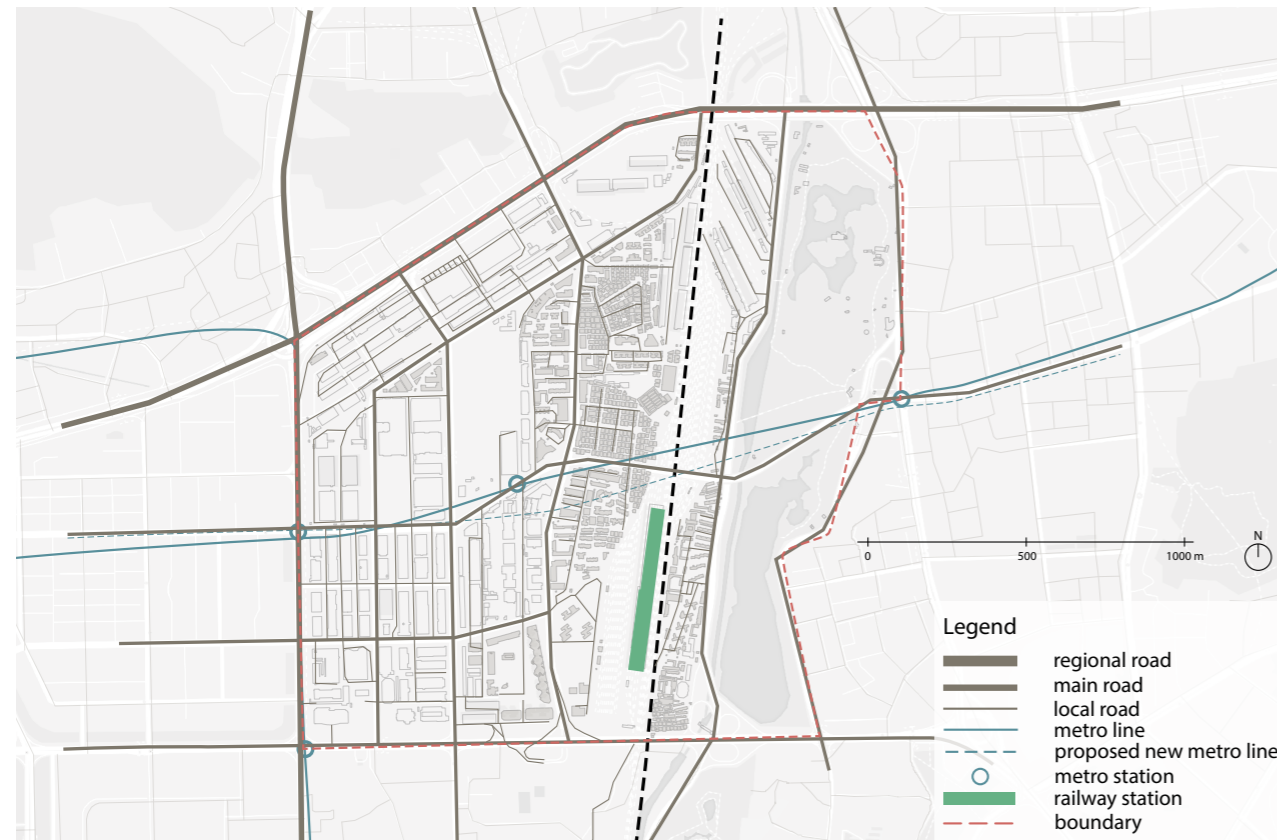 0
500
1000 m
N
Legend
regional road
main road
local road
metro line
proposed new metro line
metro station
railway station
boundary